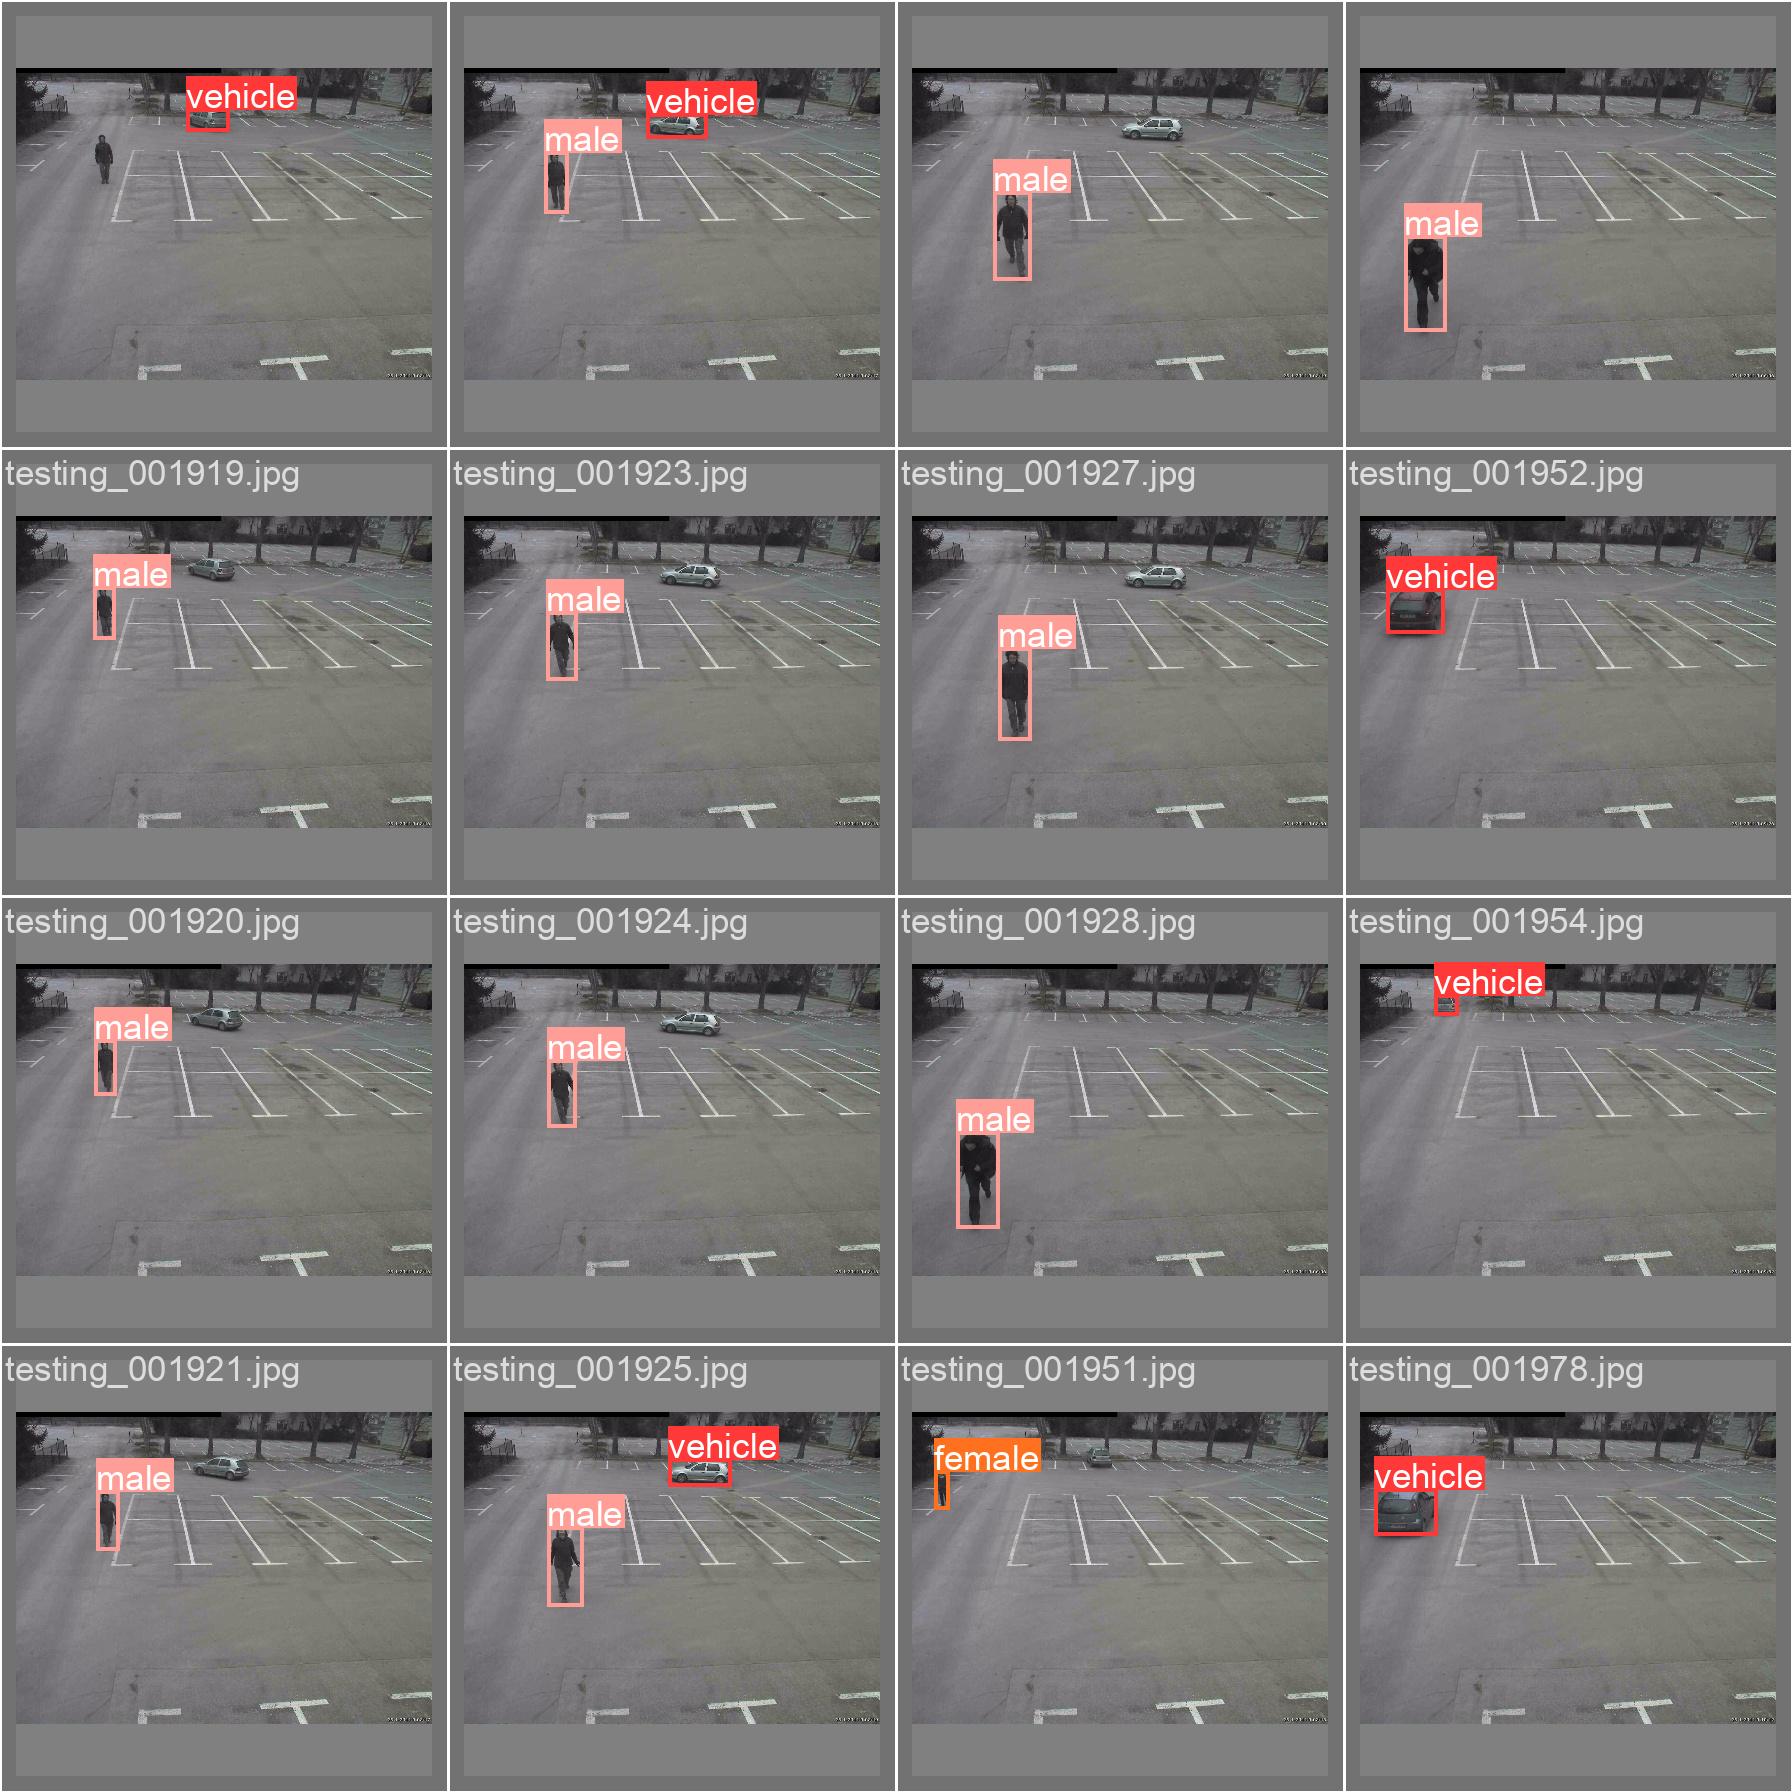 vehicle
male
vehicle
male
male
testing_001919.jpg
testing_001923.jpg
testing_001927.jpg
testing_001952.jpg
male
male
male
vehicle
testing_001920.jpg
testing_001924.jpg
testing_001928.jpg
testing_001954.jpg
male
male
male
vehicle
testing_001921.jpg
testing_001925.jpg
testing_001951.jpg
testing_001978.jpg
male
vehicle
male
female
vehicle